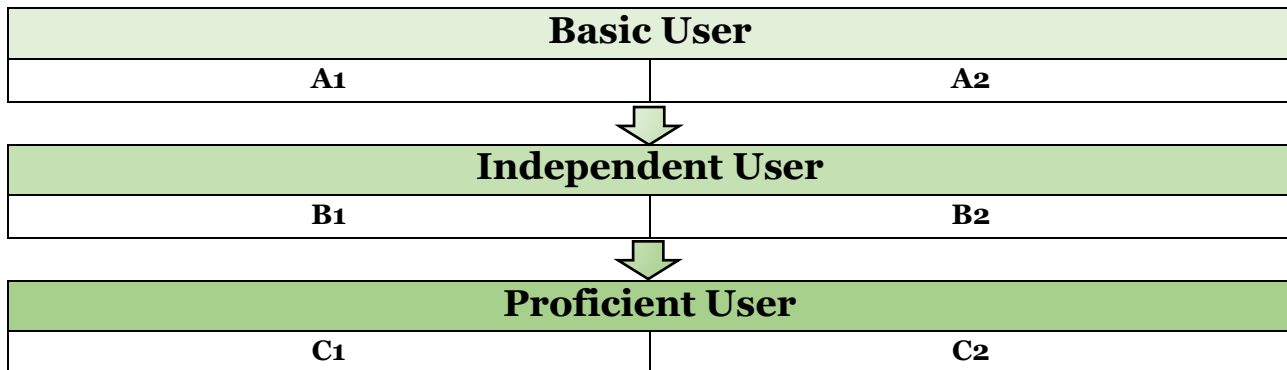 Basic User
A1 A2
Independent User
B1 B2
Proficient User
C1 C2